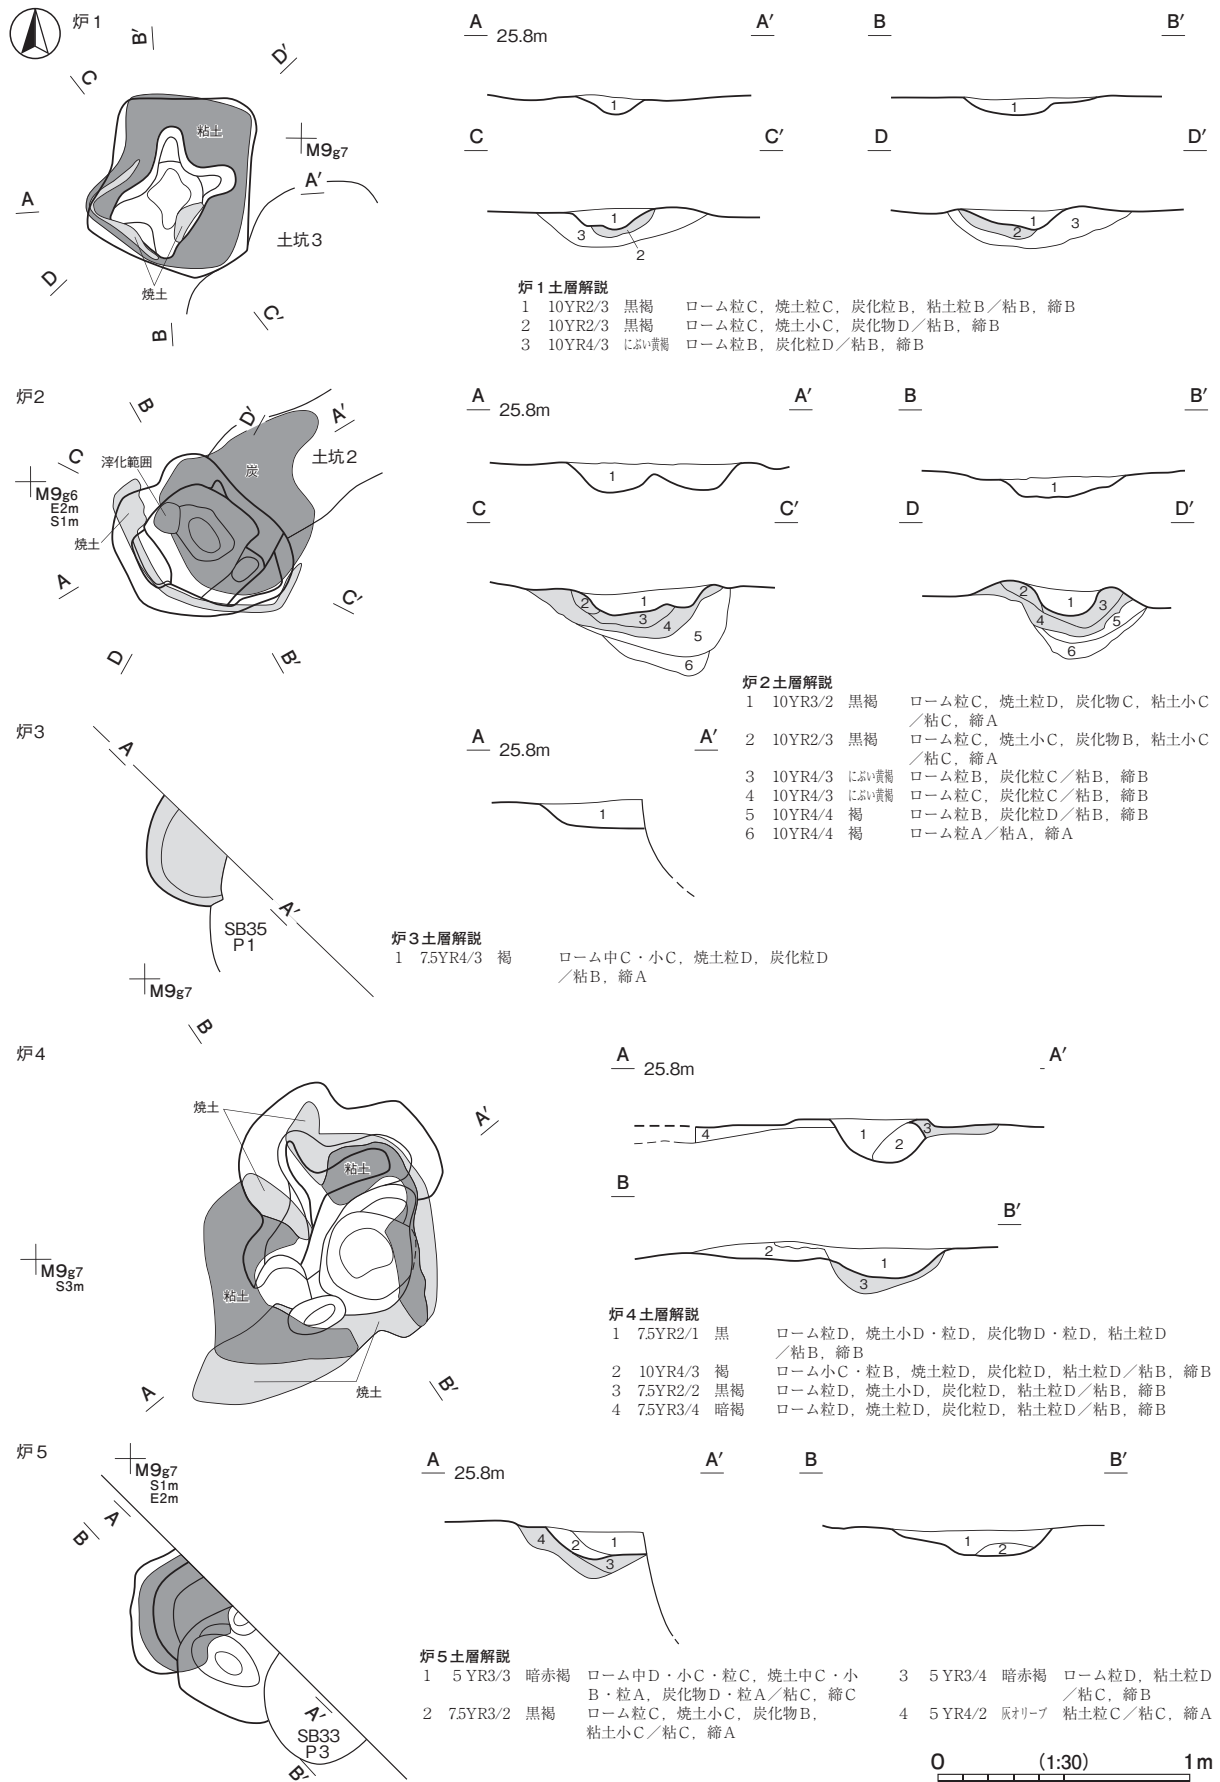 炉1
B′
D′
C
粘土
M9g7
A
A′
土坑3
D
焼土
C′
B
A 25.8m A′
B B′
1
1
C C′
D D′
1
3
2
1
2
3
炉1土層解説
1 10YR2/3 黒褐 ローム粒C，焼土粒C，炭化粒B，粘土粒B／粘B，締B
2 10YR2/3 黒褐 ローム粒C，焼土小C，炭化物D／粘B，締B
3 10YR4/3 にぶい黄褐 ローム粒B，炭化粒D／粘B，締B
炉2
B
D′
A′
C
滓化範囲
炭
土坑2
M9g6
E2m
S1m
焼土
A
C′
D
B′
A 25.8m A′
B B′
1
1
C C′
D D′
2
1
3
4
5
6
2
1
3
4
5
6
炉2土層解説
1 10YR3/2 黒褐 ローム粒C，焼土粒D，炭化物C，粘土小C
／粘C，締A
2 10YR2/3 黒褐 ローム粒C，焼土小C，炭化物B，粘土小C
／粘C，締A
3 10YR4/3 にぶい黄褐 ローム粒B，炭化粒C／粘B，締B
4 10YR4/3 にぶい黄褐 ローム粒C，炭化粒C／粘B，締B
5 10YR4/4 褐 ローム粒B，炭化粒D／粘B，締B
6 10YR4/4 褐 ローム粒A／粘A，締A
炉3
A
A′
SB35
P1
M9g7
A 25.8m A′
1
炉3土層解説
1 7.5YR4/3 褐 ローム中C・小C，焼土粒D，炭化粒D
／粘B，締A
炉4
B
焼土
A′
粘土
M9g7
S3m
粘土
焼土
A
B′
A 25.8m A′
4
1
2
3
B B′
2
1
3
炉4土層解説
1 7.5YR2/1 黒 ローム粒D，焼土小D・粒D，炭化物D・粒D，粘土粒D
／粘B，締B
2 10YR4/3 褐 ローム小C・粒B，焼土粒D，炭化粒D，粘土粒D／粘B，締B
3 7.5YR2/2 黒褐 ローム粒D，焼土小D，炭化粒D，粘土粒D／粘B，締B
4 7.5YR3/4 暗褐 ローム粒D，焼土粒D，炭化粒D，粘土粒D／粘B，締B
炉5
M9g7
S1m
E2m
A
B
A′
SB33
P3
B′
A 25.8m A′
B B′
4
2
1
3
1
2
炉5土層解説
1 5YR3/3 暗赤褐 ローム中D・小C・粒C，焼土中C・小
B・粒A，炭化物D・粒A／粘C，締C
2 7.5YR3/2 黒褐 ローム粒C，焼土小C，炭化物B，
粘土小C／粘C，締A
3 5YR3/4 暗赤褐 ローム粒D，粘土粒D
／粘C，締B
4 5YR4/2 灰オリーブ 粘土粒C／粘C，締A
0 (1:30) 1m